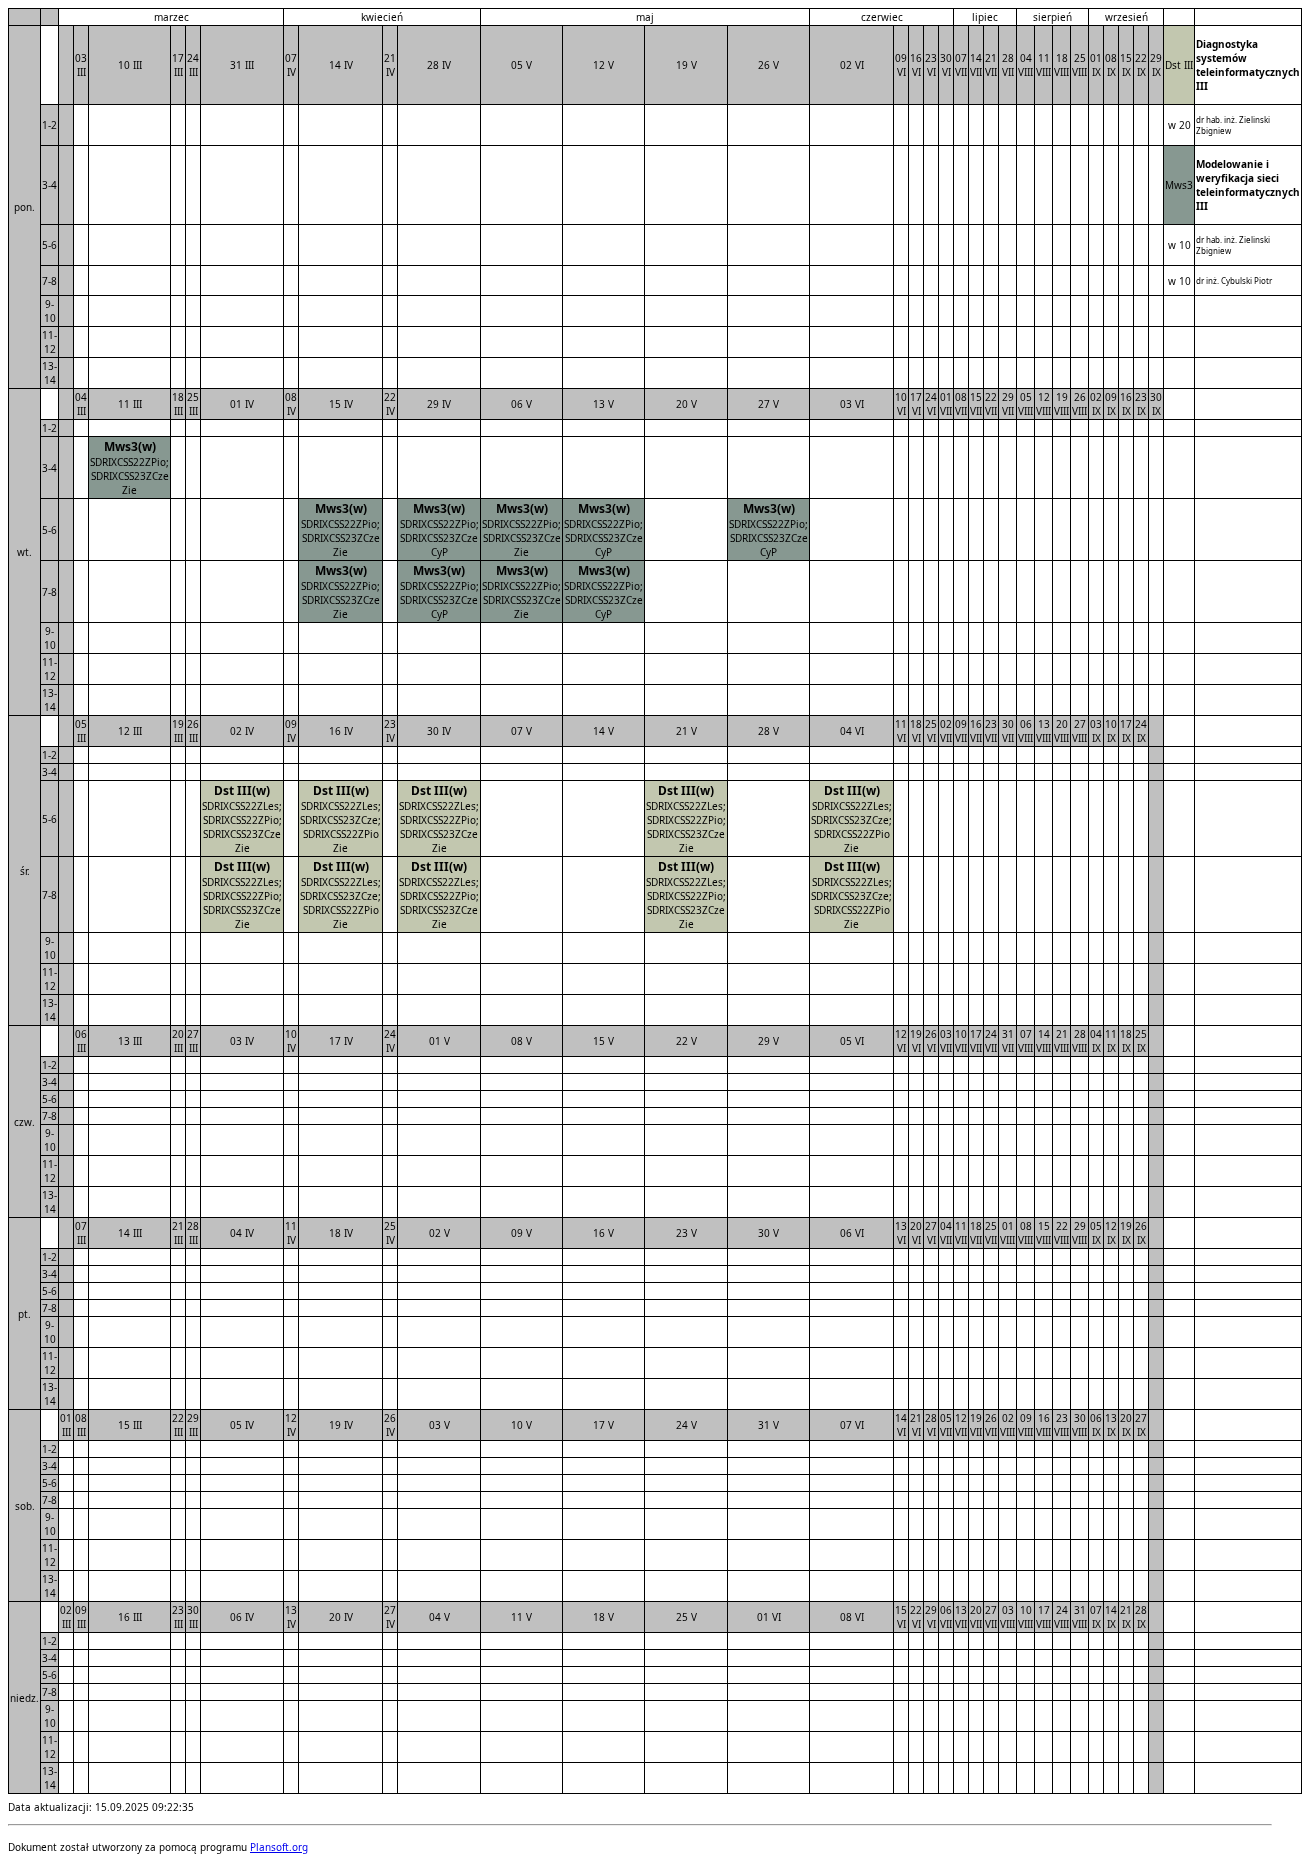 marzec kwiecień maj czerwiec lipiec sierpień wrzesień
pon. 03 III 10 III 17 III 24 III 31 III 07 IV 14 IV 21 IV 28 IV 05 V 12 V 19 V 26 V 02 VI 09 VI 16 VI 23 VI 30 VI 07 VII 14 VII 21 VII 28 VII 04 VIII 11 VIII 18 VIII 25 VIII 01 IX 08 IX 15 IX 22 IX 29 IX Dst III Diagnostyka systemów teleinformatycznych III
1-2 w 20 dr hab. inż. Zielinski Zbigniew
3-4 Mws3 Modelowanie i weryfikacja sieci teleinformatycznych III
5-6 w 10 dr hab. inż. Zielinski Zbigniew
7-8 w 10 dr inż. Cybulski Piotr
9-10
11-12
13-14
wt. 04 III 11 III 18 III 25 III 01 IV 08 IV 15 IV 22 IV 29 IV 06 V 13 V 20 V 27 V 03 VI 10 VI 17 VI 24 VI 01 VII 08 VII 15 VII 22 VII 29 VII 05 VIII 12 VIII 19 VIII 26 VIII 02 IX 09 IX 16 IX 23 IX 30 IX
1-2
3-4 Mws3(w) SDRIXCSS22ZPio; SDRIXCSS23ZCze Zie
5-6 Mws3(w) SDRIXCSS22ZPio; SDRIXCSS23ZCze Zie Mws3(w) SDRIXCSS22ZPio; SDRIXCSS23ZCze CyP Mws3(w) SDRIXCSS22ZPio; SDRIXCSS23ZCze Zie Mws3(w) SDRIXCSS22ZPio; SDRIXCSS23ZCze CyP Mws3(w) SDRIXCSS22ZPio; SDRIXCSS23ZCze CyP
7-8 Mws3(w) SDRIXCSS22ZPio; SDRIXCSS23ZCze Zie Mws3(w) SDRIXCSS22ZPio; SDRIXCSS23ZCze CyP Mws3(w) SDRIXCSS22ZPio; SDRIXCSS23ZCze Zie Mws3(w) SDRIXCSS22ZPio; SDRIXCSS23ZCze CyP
9-10
11-12
13-14
śr. 05 III 12 III 19 III 26 III 02 IV 09 IV 16 IV 23 IV 30 IV 07 V 14 V 21 V 28 V 04 VI 11 VI 18 VI 25 VI 02 VII 09 VII 16 VII 23 VII 30 VII 06 VIII 13 VIII 20 VIII 27 VIII 03 IX 10 IX 17 IX 24 IX
1-2
3-4
5-6 Dst III(w) SDRIXCSS22ZLes; SDRIXCSS22ZPio; SDRIXCSS23ZCze Zie Dst III(w) SDRIXCSS22ZLes; SDRIXCSS23ZCze; SDRIXCSS22ZPio Zie Dst III(w) SDRIXCSS22ZLes; SDRIXCSS22ZPio; SDRIXCSS23ZCze Zie Dst III(w) SDRIXCSS22ZLes; SDRIXCSS22ZPio; SDRIXCSS23ZCze Zie Dst III(w) SDRIXCSS22ZLes; SDRIXCSS23ZCze; SDRIXCSS22ZPio Zie
7-8 Dst III(w) SDRIXCSS22ZLes; SDRIXCSS22ZPio; SDRIXCSS23ZCze Zie Dst III(w) SDRIXCSS22ZLes; SDRIXCSS23ZCze; SDRIXCSS22ZPio Zie Dst III(w) SDRIXCSS22ZLes; SDRIXCSS22ZPio; SDRIXCSS23ZCze Zie Dst III(w) SDRIXCSS22ZLes; SDRIXCSS22ZPio; SDRIXCSS23ZCze Zie Dst III(w) SDRIXCSS22ZLes; SDRIXCSS23ZCze; SDRIXCSS22ZPio Zie
9-10
11-12
13-14
czw. 06 III 13 III 20 III 27 III 03 IV 10 IV 17 IV 24 IV 01 V 08 V 15 V 22 V 29 V 05 VI 12 VI 19 VI 26 VI 03 VII 10 VII 17 VII 24 VII 31 VII 07 VIII 14 VIII 21 VIII 28 VIII 04 IX 11 IX 18 IX 25 IX
1-2
3-4
5-6
7-8
9-10
11-12
13-14
pt. 07 III 14 III 21 III 28 III 04 IV 11 IV 18 IV 25 IV 02 V 09 V 16 V 23 V 30 V 06 VI 13 VI 20 VI 27 VI 04 VII 11 VII 18 VII 25 VII 01 VIII 08 VIII 15 VIII 22 VIII 29 VIII 05 IX 12 IX 19 IX 26 IX
1-2
3-4
5-6
7-8
9-10
11-12
13-14
sob. 01 III 08 III 15 III 22 III 29 III 05 IV 12 IV 19 IV 26 IV 03 V 10 V 17 V 24 V 31 V 07 VI 14 VI 21 VI 28 VI 05 VII 12 VII 19 VII 26 VII 02 VIII 09 VIII 16 VIII 23 VIII 30 VIII 06 IX 13 IX 20 IX 27 IX
1-2
3-4
5-6
7-8
9-10
11-12
13-14
niedz. 02 III 09 III 16 III 23 III 30 III 06 IV 13 IV 20 IV 27 IV 04 V 11 V 18 V 25 V 01 VI 08 VI 15 VI 22 VI 29 VI 06 VII 13 VII 20 VII 27 VII 03 VIII 10 VIII 17 VIII 24 VIII 31 VIII 07 IX 14 IX 21 IX 28 IX
1-2
3-4
5-6
7-8
9-10
11-12
13-14
Data aktualizacji: 15.09.2025 09:22:35
Dokument został utworzony za pomocą programu Plansoft.org